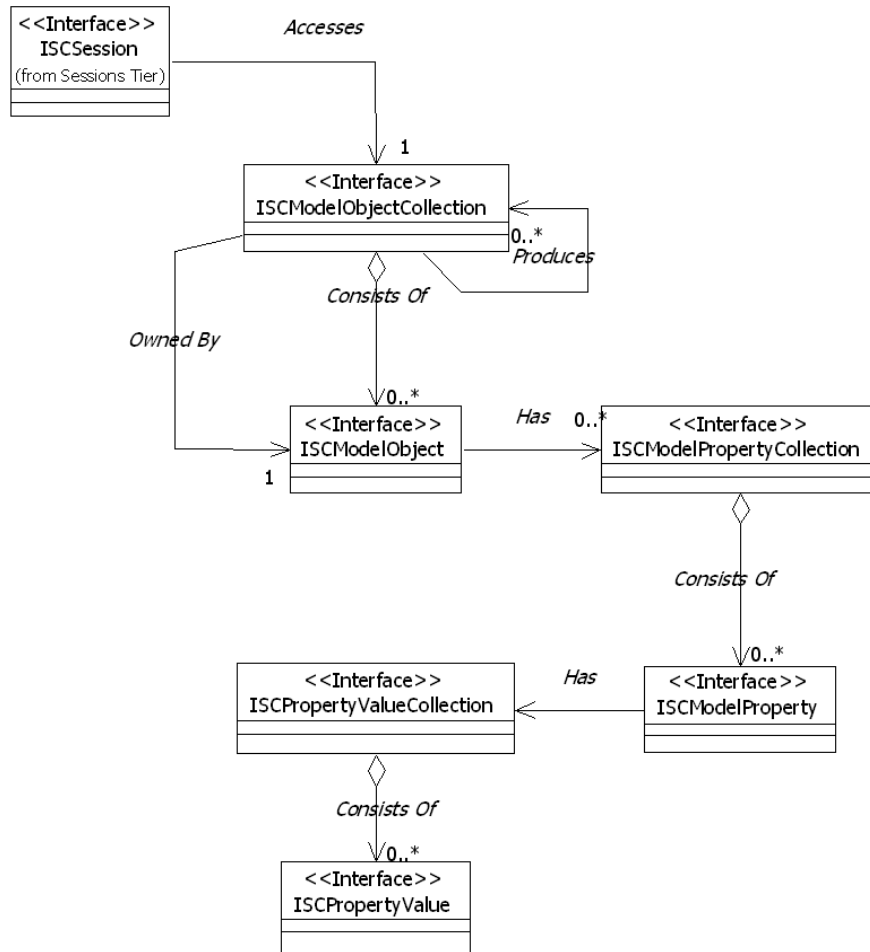 <<Interface>>
ISCSession
(from Sessions Tier)
Accesses
1
<<Interface>>
ISCModelObjectCollection
0..*
Produces
Consists Of
Owned By
0..*
<<Interface>>
ISCModelObject
1
Has
0..*
<<Interface>>
ISCModelPropertyCollection
Consists Of
0..*
<<Interface>>
ISCModelProperty
Has
<<Interface>>
ISCPropertyValueCollection
Consists Of
0..*
<<Interface>>
ISCPropertyValue